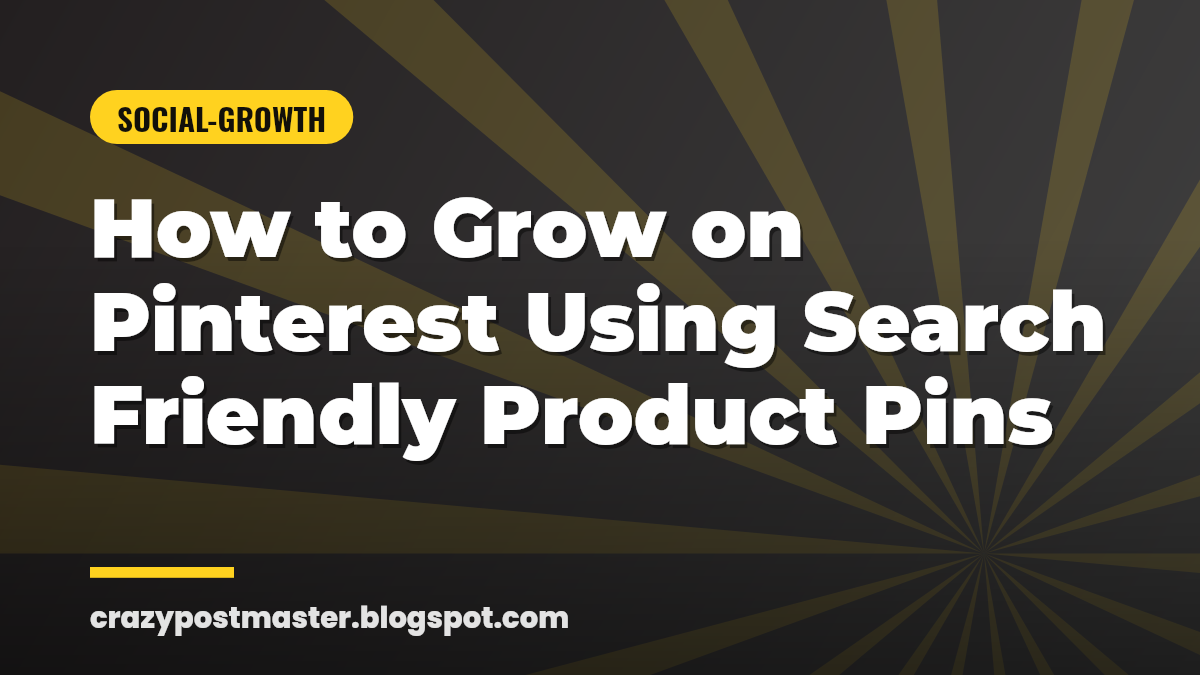 SOCIAL-GROWTH
How to Grow on
Pinterest Using Search
Friendly Product Pins
crazypostmaster.blogspot.com